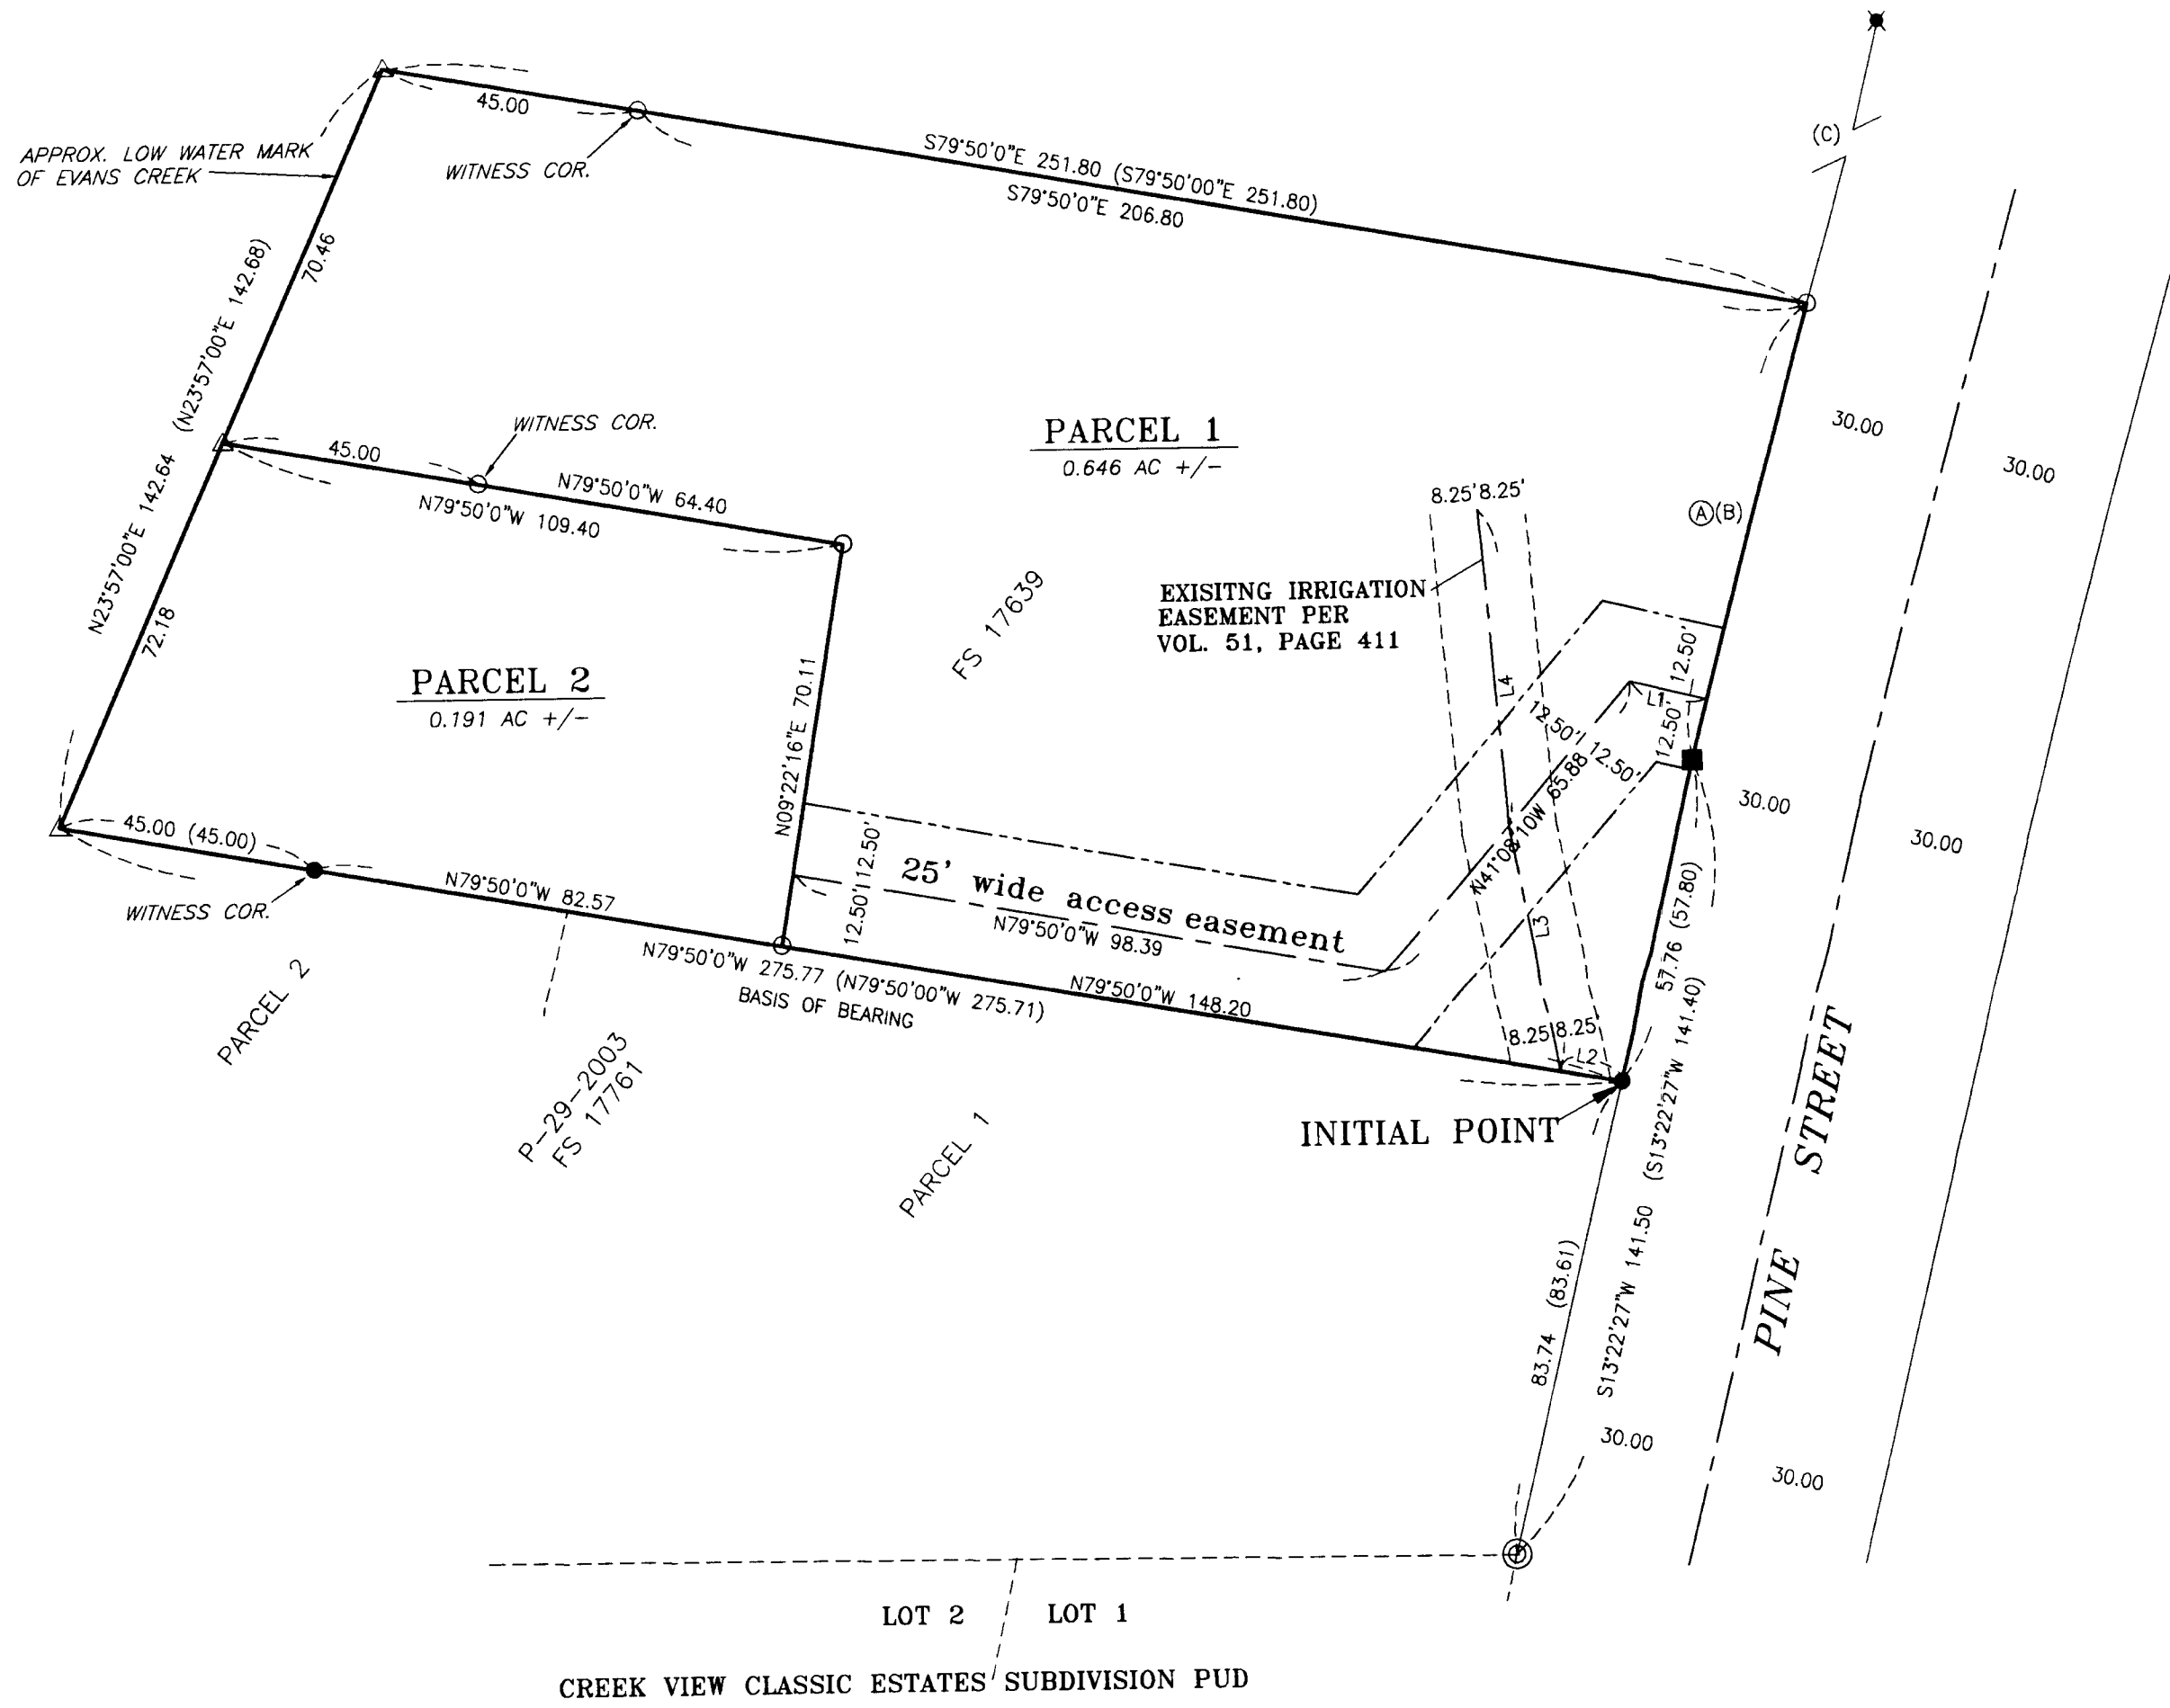 (C)
45.00
APPROX. LOW WATER MARK
OF EVANS CREEK
WITNESS COR.
S79°50'0"E 251.80 (S79°50'00"E 251.80)
S79°50'0"E 206.80
70.46
N23°57'00"E 142.64 (N23°57'00"E 142.68)
72.18
WITNESS COR.
45.00
N79°50'0"W 64.40
N79°50'0"W 109.40
PARCEL 1
0.646 AC +/-
30.00
30.00
8.25'8.25'
(A)(B)
FS 17639
EXISITNG IRRIGATION
EASEMENT PER
VOL. 51, PAGE 411
PARCEL 2
0.191 AC +/-
N09°22'16"E 70.11
L4
L1
12.50'
12.50'
12.50'
12.50'
N41°08'10W 65.88
30.00
30.00
45.00 (45.00)
WITNESS COR.
N79°50'0"W 82.57
12.50'
12.50'
25' wide access easement
N79°50'0"W 98.39
L3
57.76 (57.80)
N79°50'0"W 275.77 (N79°50'00"W 275.71)
BASIS OF BEARING
N79°50'0"W 148.20
8.25'
8.25'
L2
PARCEL 2
P-29-2003
FS 17761
PARCEL 1
INITIAL POINT
S13°22'27"W 141.50 (S13°22'27"W 141.40)
83.74 (83.61)
PINE STREET
30.00
30.00
LOT 2
LOT 1
CREEK VIEW CLASSIC ESTATES SUBDIVISION PUD